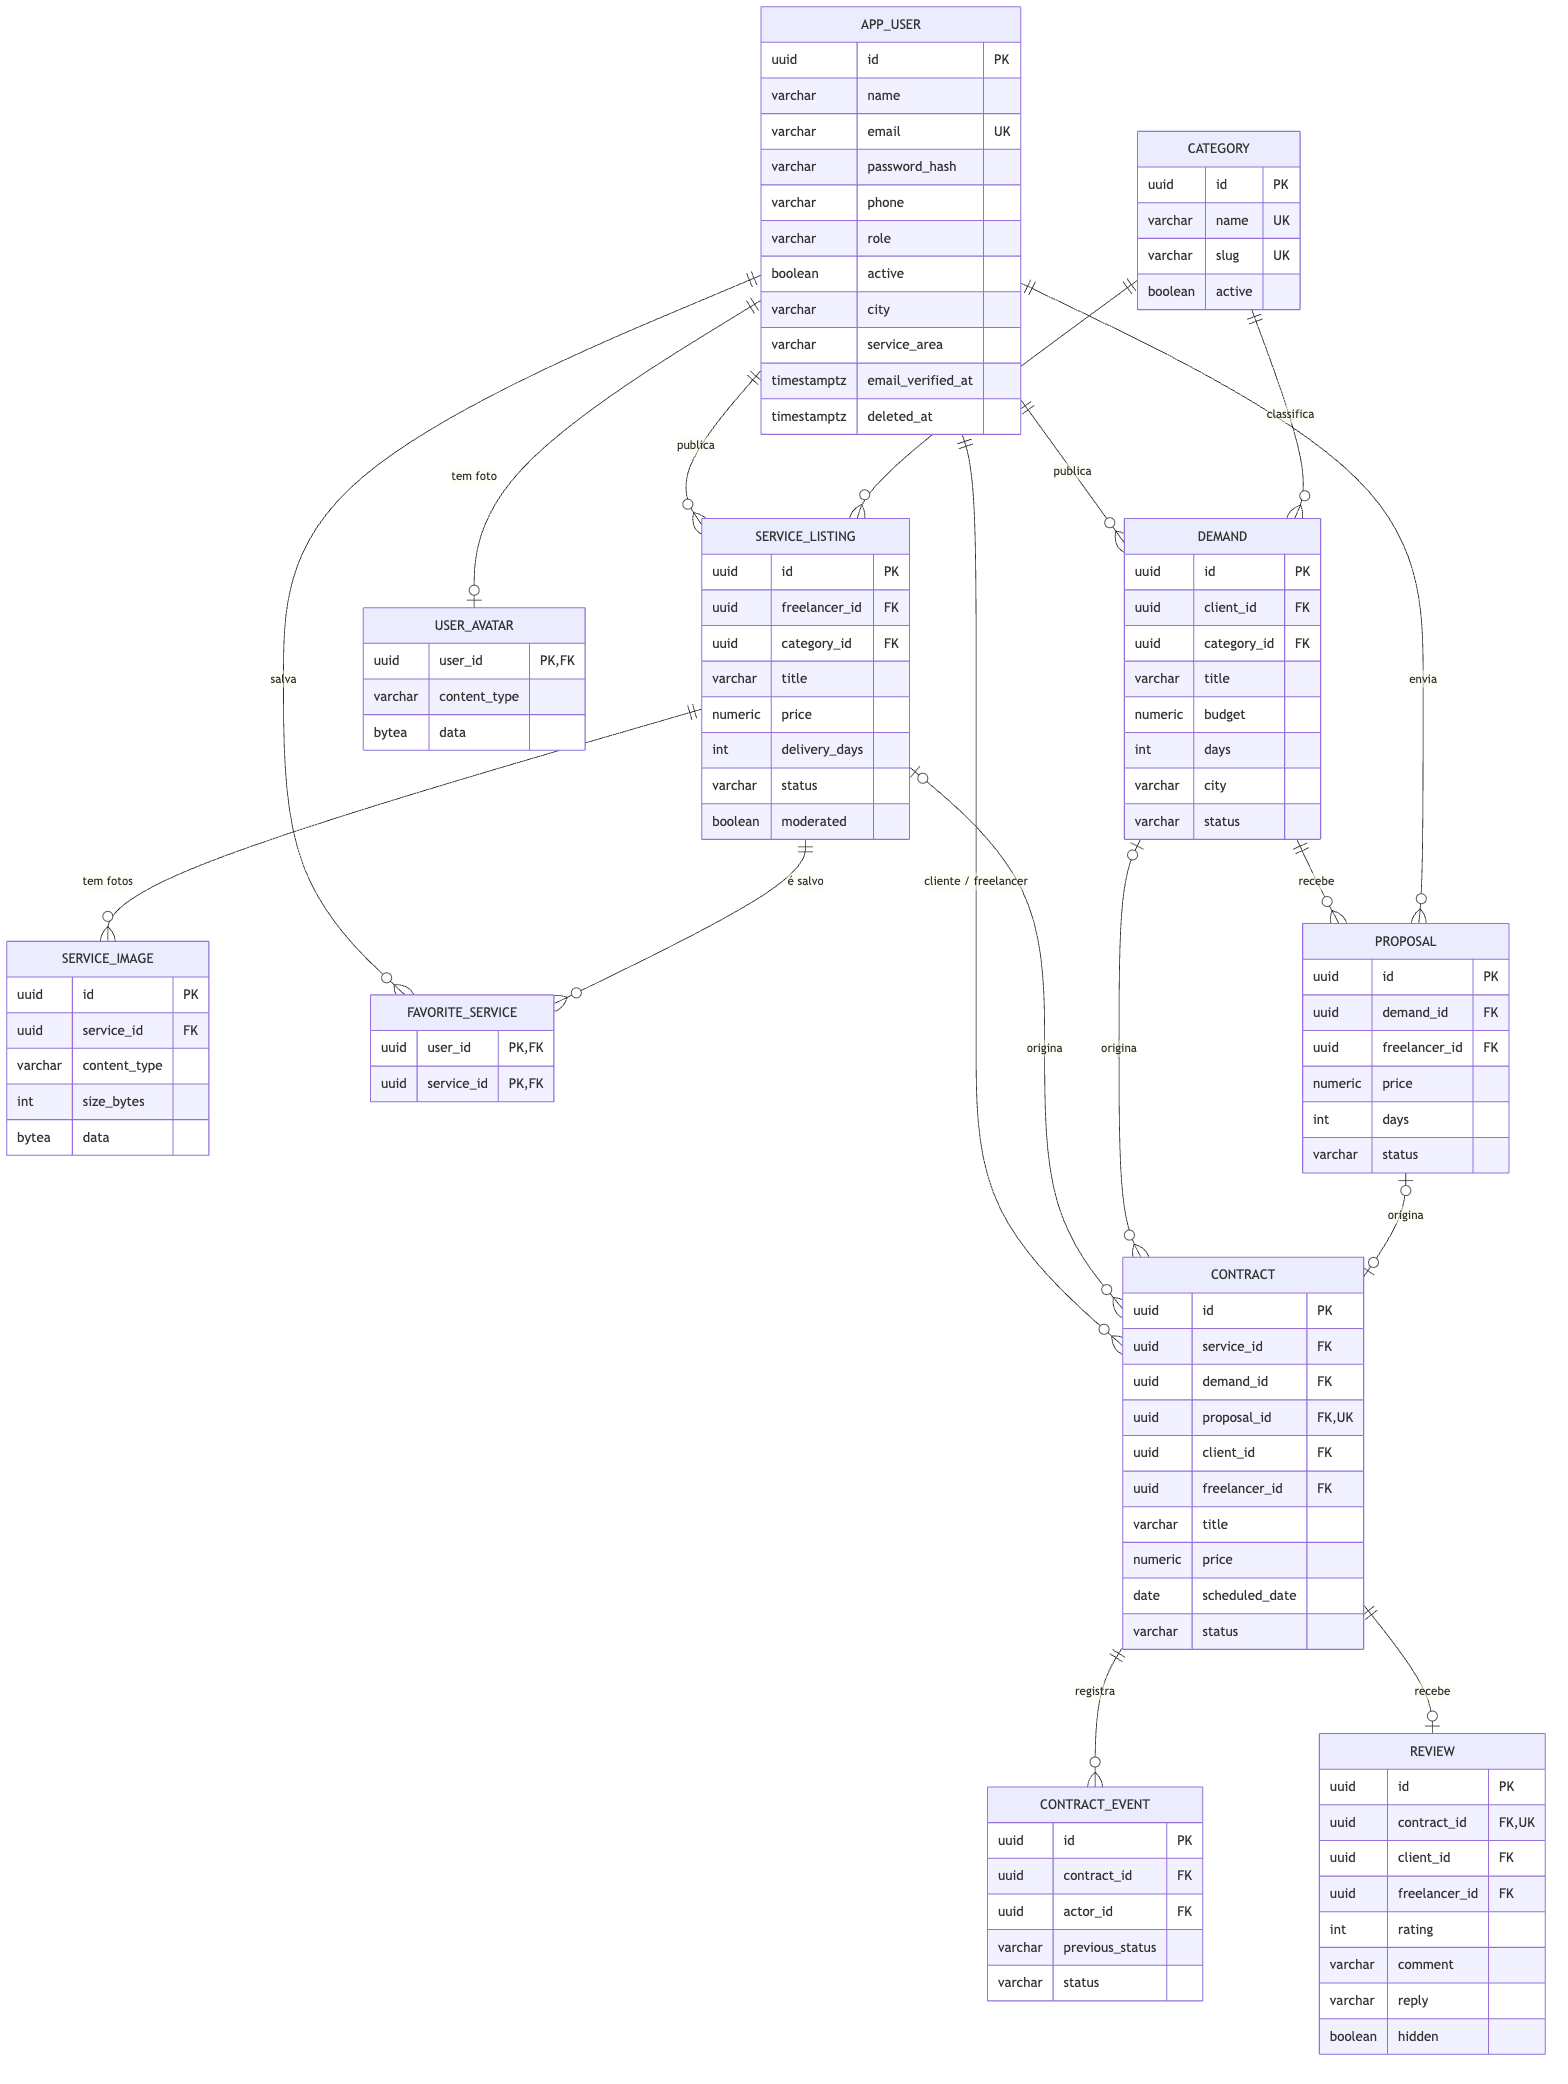 APP_USER
uuid id PK
varchar name
varchar email UK
varchar password_hash
varchar phone
varchar role
boolean active
varchar city
varchar service_area
timestamptz email_verified_at
timestamptz deleted_at
CATEGORY
uuid id PK
varchar name UK
varchar slug UK
boolean active
classifica
publica
tem foto
publica
SERVICE_LISTING
uuid id PK
uuid freelancer_id FK
uuid category_id FK
varchar title
numeric price
int delivery_days
varchar status
boolean moderated
DEMAND
uuid id PK
uuid client_id FK
uuid category_id FK
varchar title
numeric budget
int days
varchar city
varchar status
USER_AVATAR
uuid user_id PK,FK
varchar content_type
bytea data
salva
envia
tem fotos
é salvo
cliente / freelancer
recebe
SERVICE_IMAGE
uuid id PK
uuid service_id FK
varchar content_type
int size_bytes
bytea data
FAVORITE_SERVICE
uuid user_id PK,FK
uuid service_id PK,FK
PROPOSAL
uuid id PK
uuid demand_id FK
uuid freelancer_id FK
numeric price
int days
varchar status
origina
origina
origina
CONTRACT
uuid id PK
uuid service_id FK
uuid demand_id FK
uuid proposal_id FK,UK
uuid client_id FK
uuid freelancer_id FK
varchar title
numeric price
date scheduled_date
varchar status
registra
recebe
CONTRACT_EVENT
uuid id PK
uuid contract_id FK
uuid actor_id FK
varchar previous_status
varchar status
REVIEW
uuid id PK
uuid contract_id FK,UK
uuid client_id FK
uuid freelancer_id FK
int rating
varchar comment
varchar reply
boolean hidden